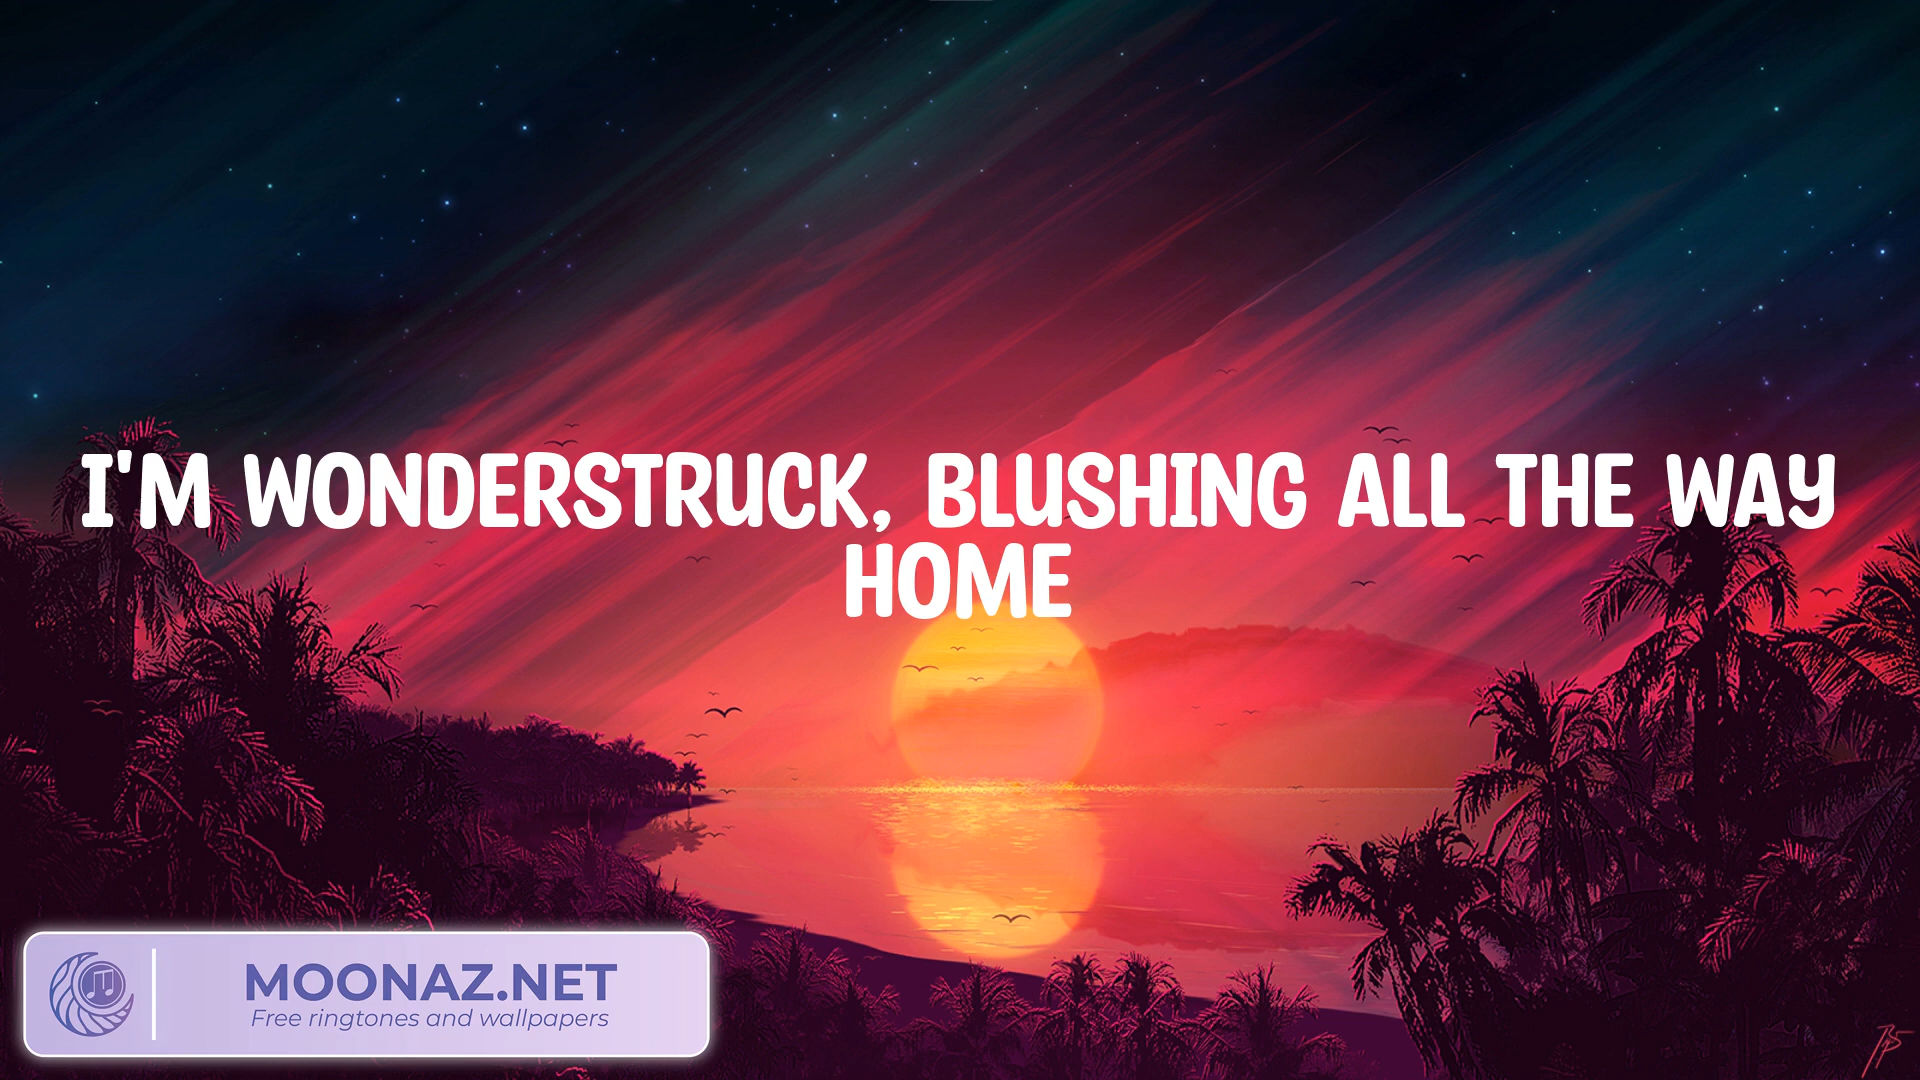 I'M WONDERSTRUCK, BLUSHING ALL THE WAY
HOME
MOONAZ.NET
Free ringtones and wallpapers